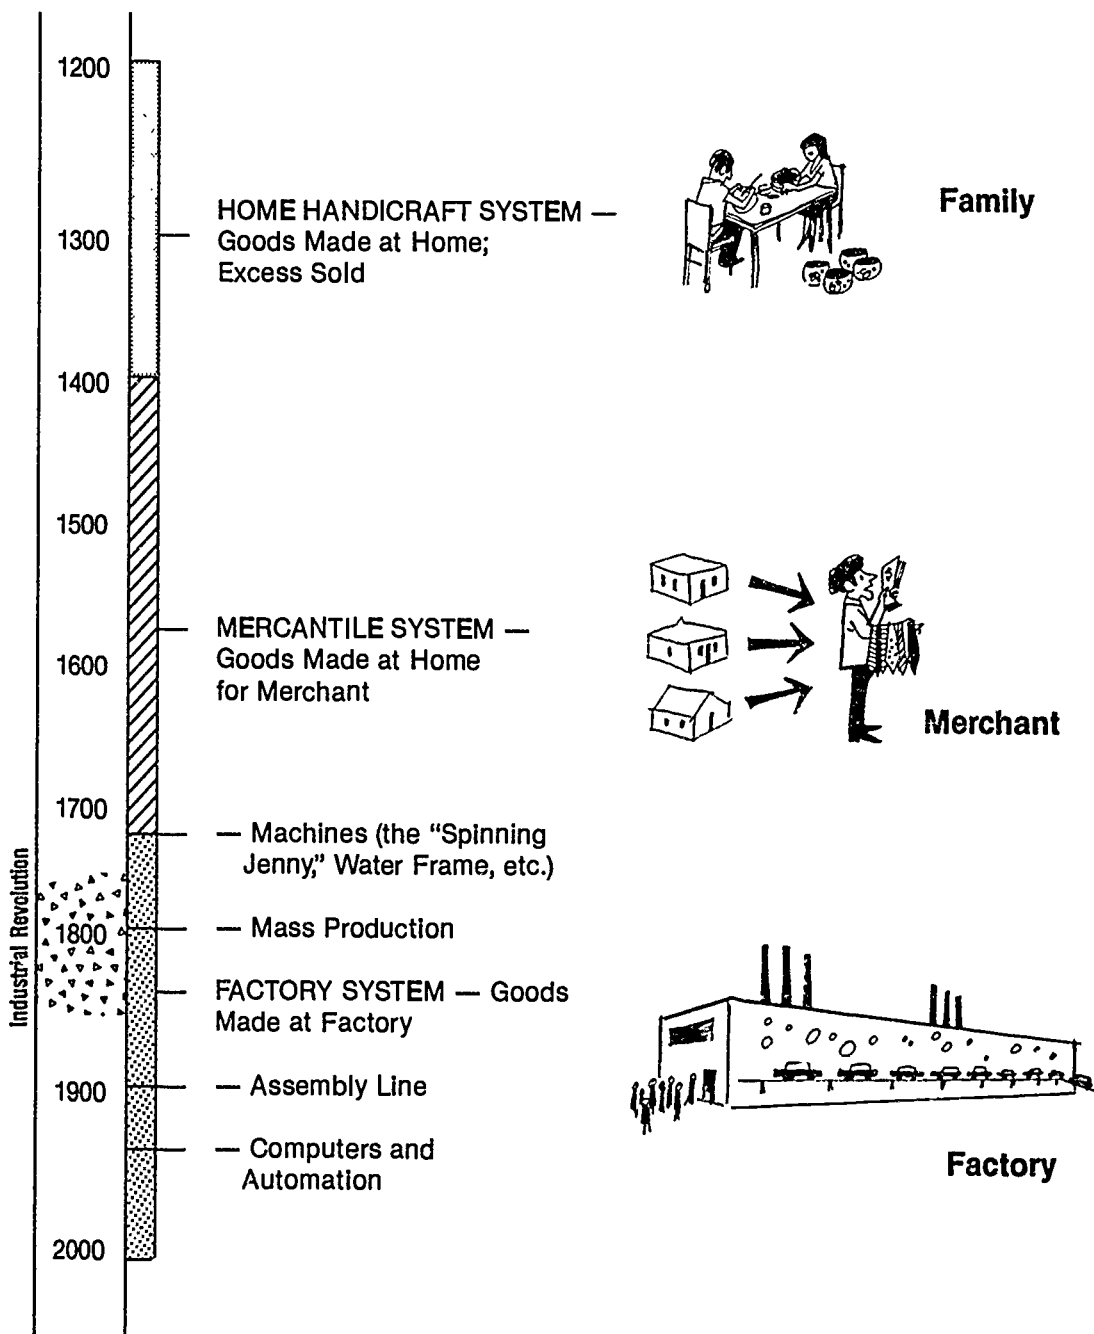 1200
HOME HANDICRAFT SYSTEM —
Goods Made at Home;
Excess Sold
Family
1300
1400
1500
MERCANTILE SYSTEM —
Goods Made at Home
for Merchant
1600
Merchant
1700
— Machines (the “Spinning
Jenny,” Water Frame, etc.)
Industrial Revolution
1800
— Mass Production
FACTORY SYSTEM — Goods
Made at Factory
1900
— Assembly Line
— Computers and
Automation
Factory
2000